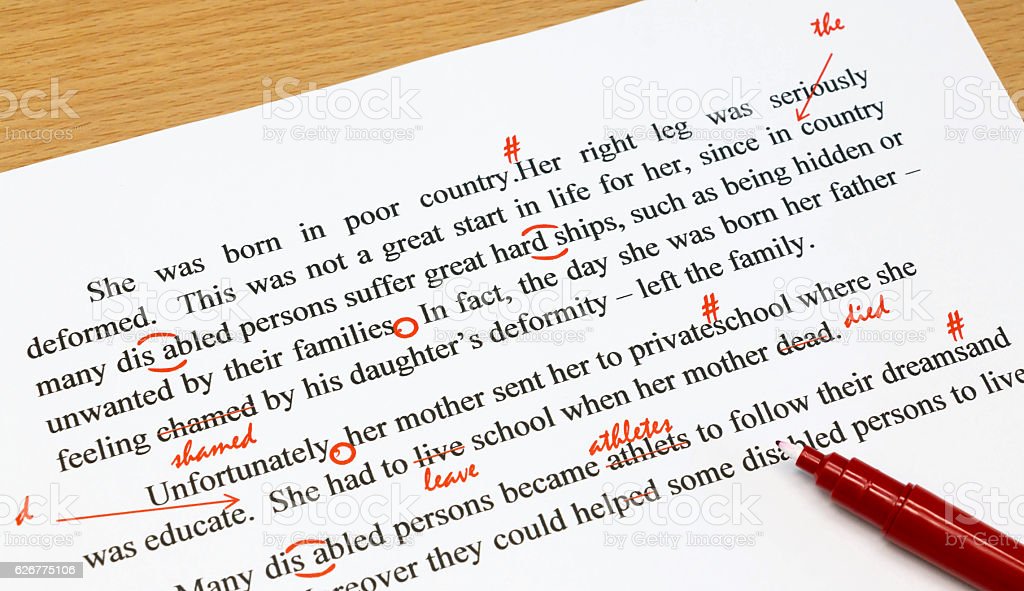 the
#
She was born in poor country.Her right leg was seriously
deformed. This was not a great start in life for her, since in country
many dis abled persons suffer great hard ships, such as being hidden or
unwanted by their families. In fact, the day she was born her father –
feeling chamed by his daughter's deformity – left the family.
shamed
#
Unfortunately, her mother sent her to privateschool where she
d
was educate. She had to live school when her mother dead. died
leave
athletes
#
Many dis abled persons became athlets to follow their dreamsand
oreover they could helped some disabled persons to live
iStock
by Getty Images™
626775106